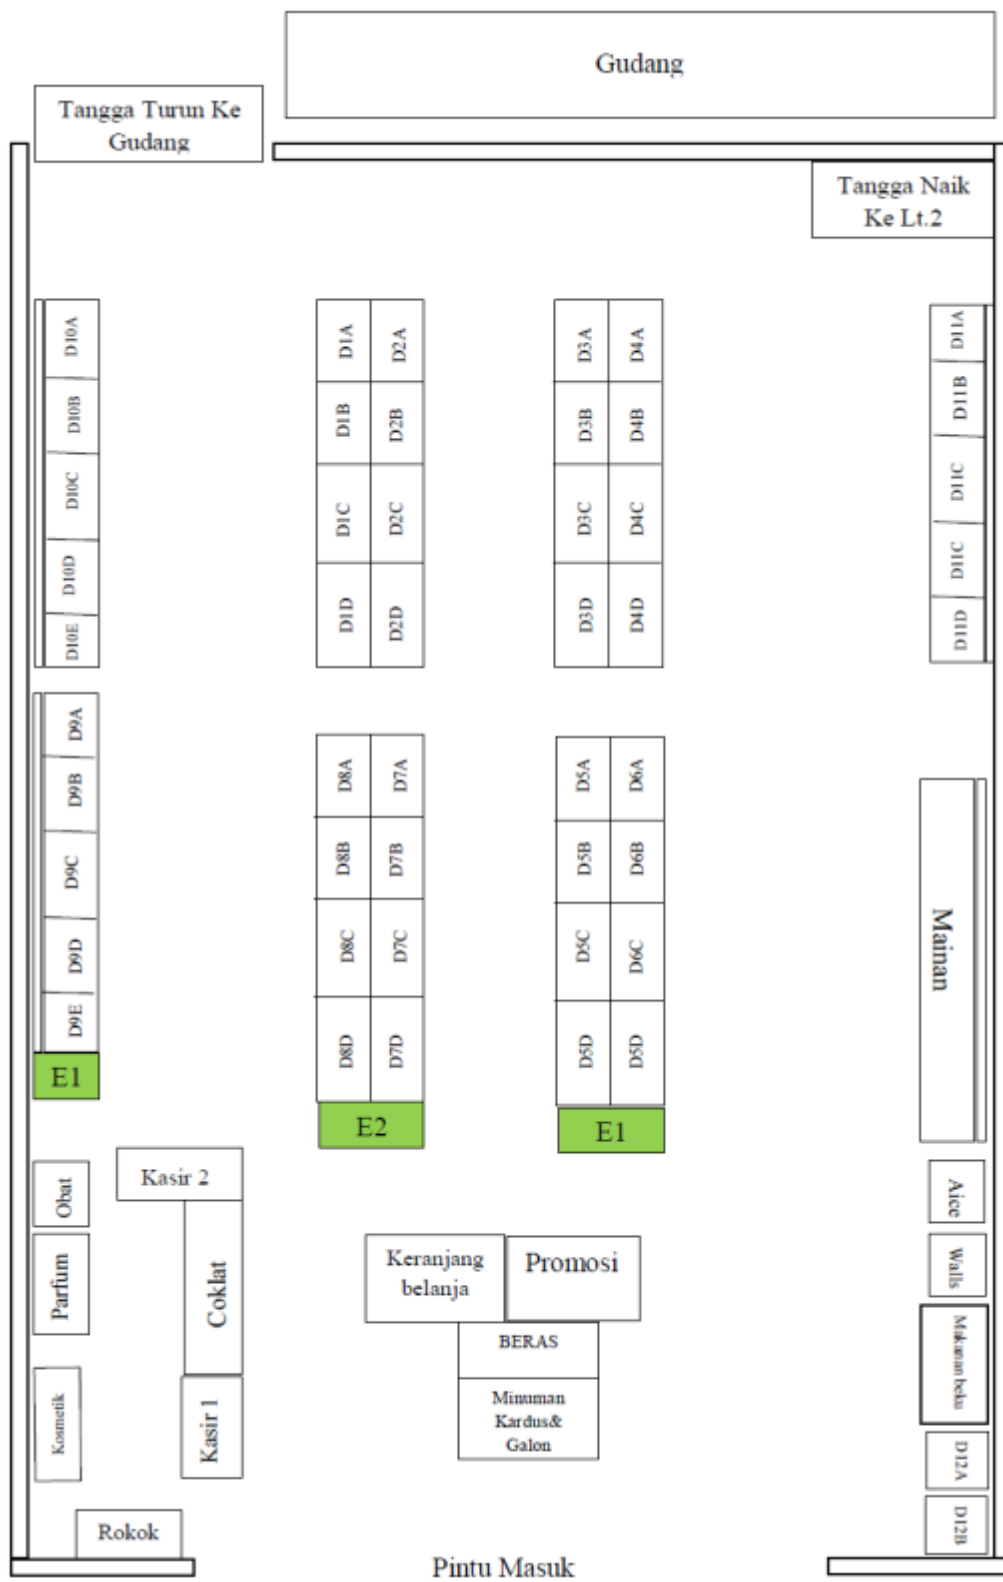 Gudang
Tangga Turun Ke
Gudang
Tangga Naik
Ke Lt.2
D10A
D10B
D10C
D10D
D10E
D1A
D2A
D1B
D2B
D1C
D2C
D1D
D2D
D3A
D4A
D3B
D4B
D3C
D4C
D3D
D4D
D11A
D11B
D11C
D11C
D11D
D9A
D9B
D9C
D9D
D9E
E1
D8A
D7A
D8B
D7B
D8C
D7C
D8D
D7D
E2
D5A
D6A
D5B
D6B
D5C
D6C
D5D
D5D
E1
Mainan
Obat
Parfum
Kosmetik
Rokok
Kasir 2
Coklat
Kasir 1
Keranjang
belanja
Promosi
BERAS
Minuman
Kardus&
Galon
Aice
Walls
Makanan beku
D12A
D12B
Pintu Masuk